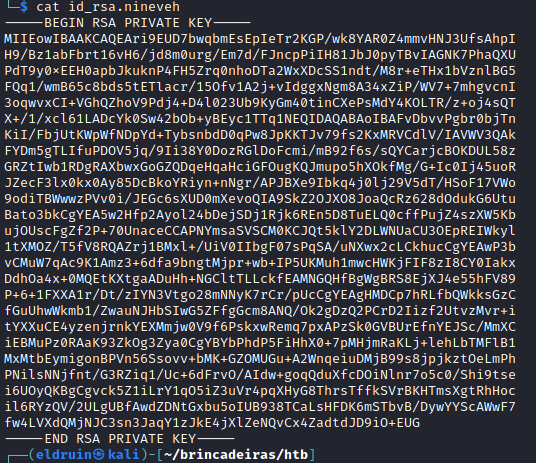 $ cat id_rsa.nineveh
-----BEGIN RSA PRIVATE KEY-----
MIIEowIBAAKCAQEAri9EUD7bwqbmEsEpIeTr2KGP/wk8YAR0Z4mmvHNJ3UfsAhpI
H9/Bz1abFbrt16vH6/jd8m0urg/Em7d/FJncpPiIH81JbJ0pyTBvIAGNK7PhaQXU
PdT9y0xEEH0apbJkuknP4FH5Zrq0nhoDTa2WxXDcSS1ndt/M8r+eTHx1bVznlBG5
FQq1/wmB65c8bds5tETlacr/15Ofv1A2j+vIdggxNgm8A34xZiP/WV7+7mhgvcnI
3oqwvxCI+VGhQZhoV9Pdj4+D4l023Ub9KyGm40tinCXePsMdY4KOLTR/z+oj4sQT
X+/1/xcl61LADcYk0Sw42bOb+yBEyc1TTq1NEQIDAQABAoIBAFvDbvvPgbr0bjTn
KiI/FbjUtKWpWfNDpYd+TybsnbdD0qPw8JpKKTJv79fs2KxMRVCdlV/IAVWV3QAk
FYDm5gTLIfuPDOV5jq/9Ii38Y0DozRGlDoFcmi/mB92f6s/sQYCarjcBOKDUL58z
GRZtIwb1RDgRAXbwxGoGZQDqeHqaHciGFOugKQJmupo5hXOkfMg/G+Ic0Ij45uoR
JZecF3lx0kx0Ay85DcBkoYRiyn+nNgr/APJBXe9Ibkq4j0lj29V5dT/HSoF17VWo
9odiTBWwwzPVv0i/JEGc6sXUD0mXevoQIA9SkZ2OJXO8JoaQcRz628dOdukG6Utu
Bato3bkCgYEA5w2Hfp2Ayol24bDejSDj1Rjk6REn5D8TuELQ0cffPujZ4szXW5Kb
ujOUscFgZf2P+70UnaceCCAPNYmsaSVSCM0KCJQt5klY2DLWNUaCU3OEpREIWkyl
1tXMOZ/T5fV8RQAZrj1BMxl+/UiV0IIbgF07sPqSA/uNXwx2cLCkhucCgYEAwP3b
vCMuW7qAc9K1Amz3+6dfa9bngtMjpr+wb+IP5UKMuh1mwcHWKjFIF8zI8CY0Iakx
DdhOa4x+0MQEtKXtgaADuHh+NGCltTLLckfEAMNGQHfBgWgBRS8EjXJ4e55hFV89
P+6+1FXXA1r/Dt/zIYN3Vtgo28mNNyK7rCr/pUcCgYEAgHMDCp7hRLfbQWkksGzC
fGuUhwWkmb1/ZwauNJHbSIwG5ZFfgGcm8ANQ/Ok2gDzQ2PCrD2Iizf2UtvzMvr+i
tYXXuCE4yzenjrnkYEXMmjw0V9f6PskxwRemq7pxAPzSk0GVBUrEfnYEJSc/MmXC
iEBMuPz0RAaK93ZkOg3Zya0CgYBYbPhdP5FiHhX0+7pMHjmRaKLj+lehLbTMFlB1
MxMtbEymigonBPVn56Ssovv+bMK+GZOMUGu+A2WnqeiuDMjB99s8jpjkztOeLmPh
PNilsNNjfnt/G3RZiq1/Uc+6dFrvO/AIdw+goqQduXfcDOiNlnr7o5c0/Shi9tse
i6UOyQKBgCgvck5Z1iLrY1qO5iZ3uVr4pqXHyG8ThrsTffkSVrBKHTmsXgtRhHoc
il6RYzQV/2ULgUBfAwdZDNtGxbu5oIUB938TCaLsHFDK6mSTbvB/DywYYScAWwF7
fw4LVXdQMjNJC3sn3JaqY1zJkE4jXlZeNQvCx4ZadtdJD9iO+EUG
-----END RSA PRIVATE KEY-----
(eldruin㉿kali)-[~/brincadeiras/htb]